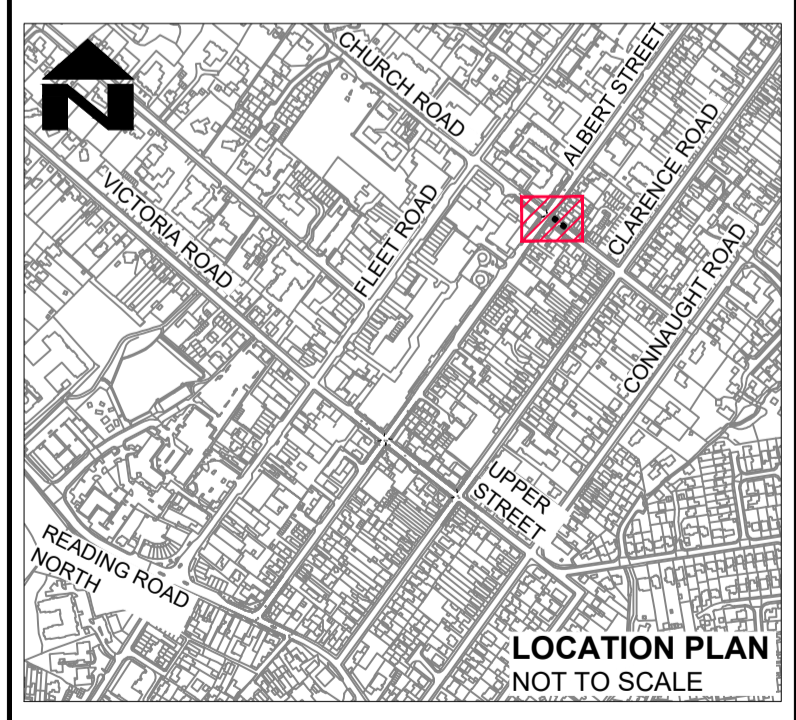 N
CHURCH ROAD
ALBERT STREET
VICTORIA ROAD
FLEET ROAD
CLARENCE ROAD
CONNAUGHT ROAD
UPPER
STREET
READING ROAD
NORTH
LOCATION PLAN
NOT TO SCALE